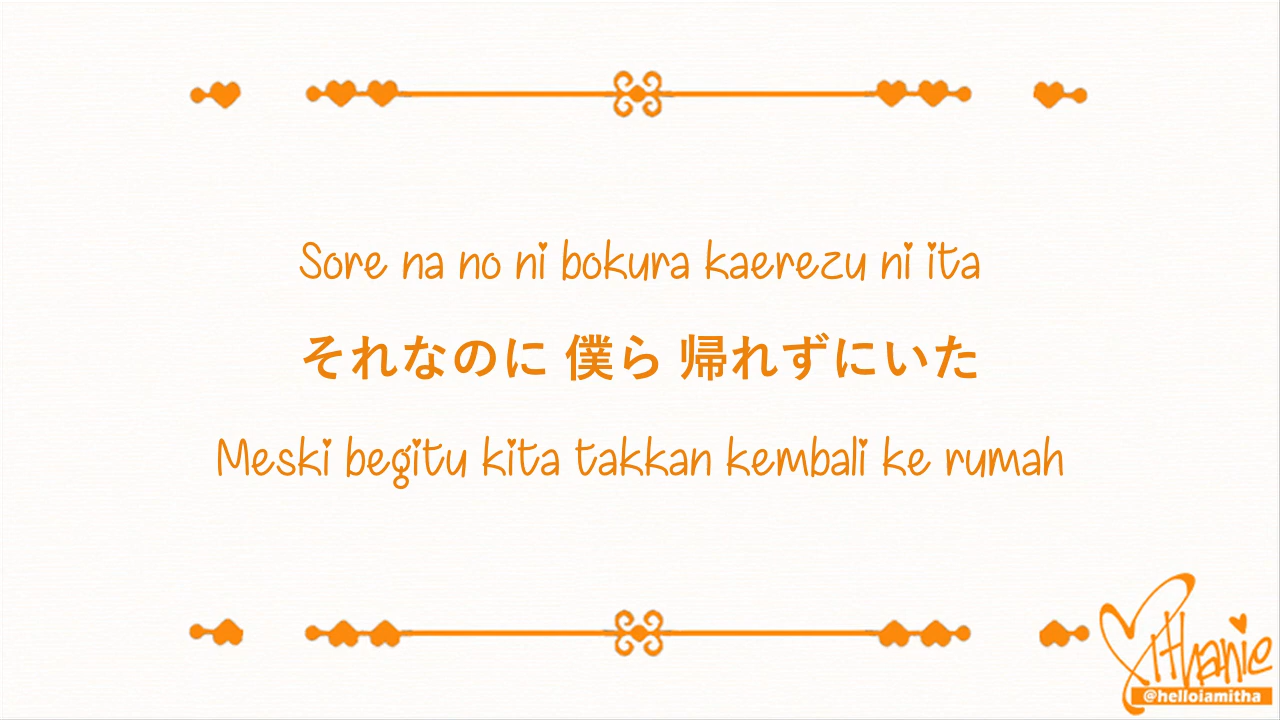 Sore na no ni bokura kaerezu ni ita
それなのに 僕ら 帰れずにいた
Meski begitu kita takkan kembali ke rumah
Mithanie
@helloiamitha